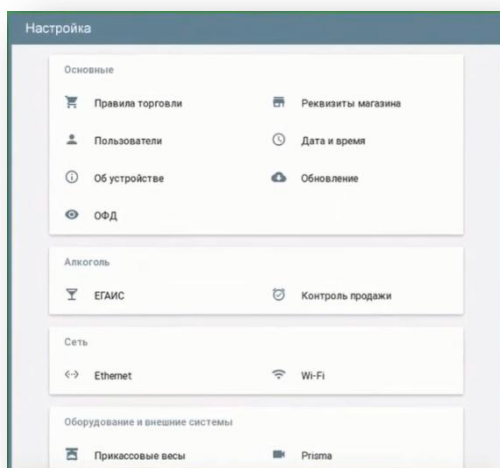 Настройка
Основные
Правила торговли
Реквизиты магазина
Пользователи
Дата и время
Об устройстве
Обновление
ОФД
Алкоголь
ЕГАИС
Контроль продажи
Сеть
Ethernet
Wi-Fi
Оборудование и внешние системы
Прикассовые весы
Prisma